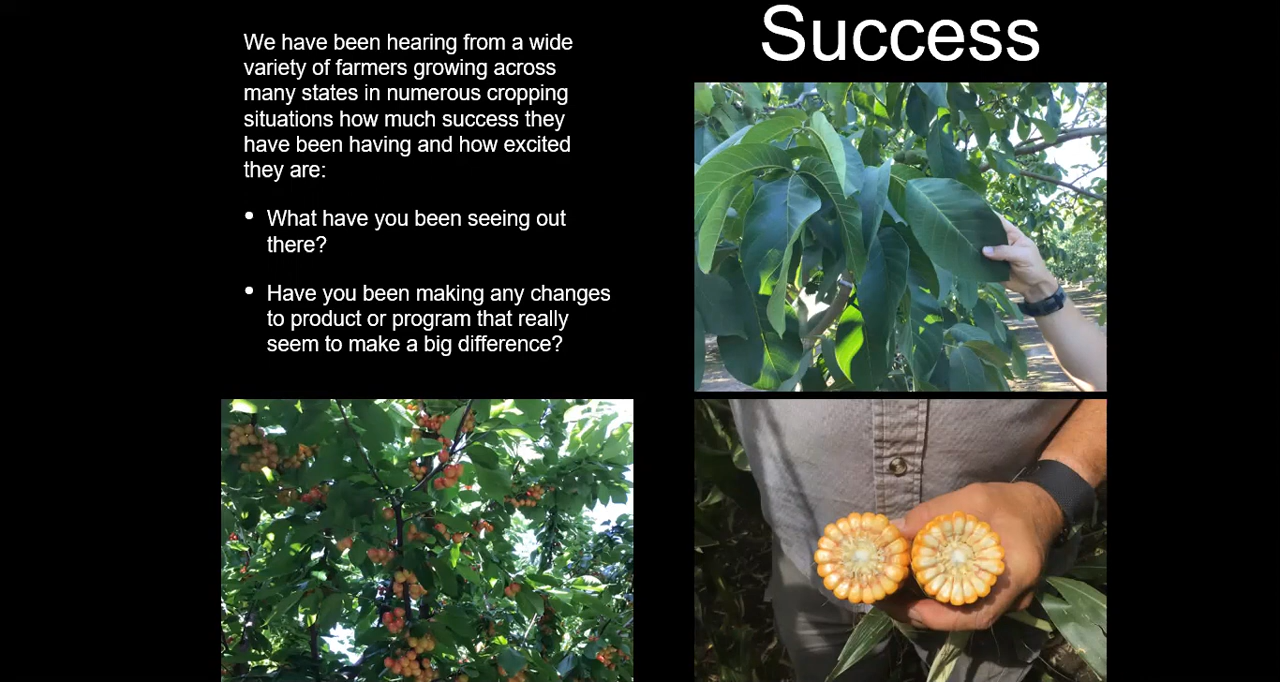 Success
We have been hearing from a wide
variety of farmers growing across
many states in numerous cropping
situations how much success they
have been having and how excited
they are:
• What have you been seeing out
there?
• Have you been making any changes
to product or program that really
seem to make a big difference?